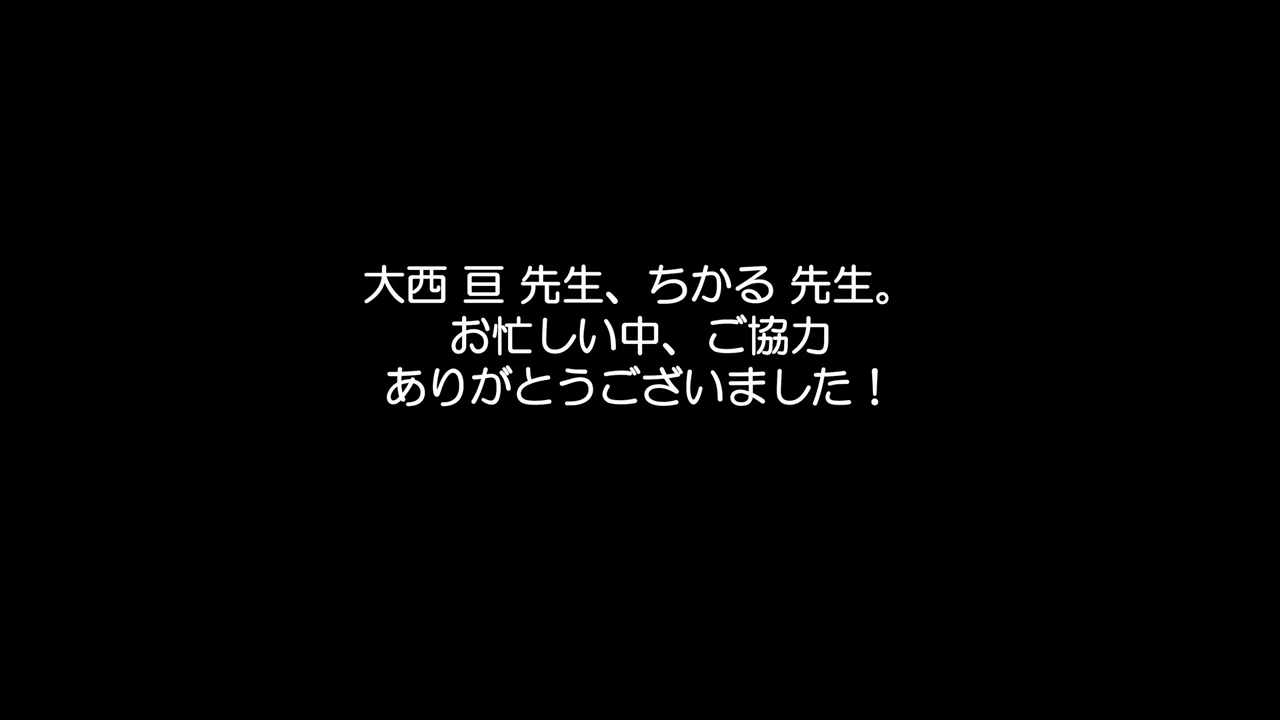 大西 亘 先生、ちかる 先生。
お忙しい中、ご協力
ありがとうございました！